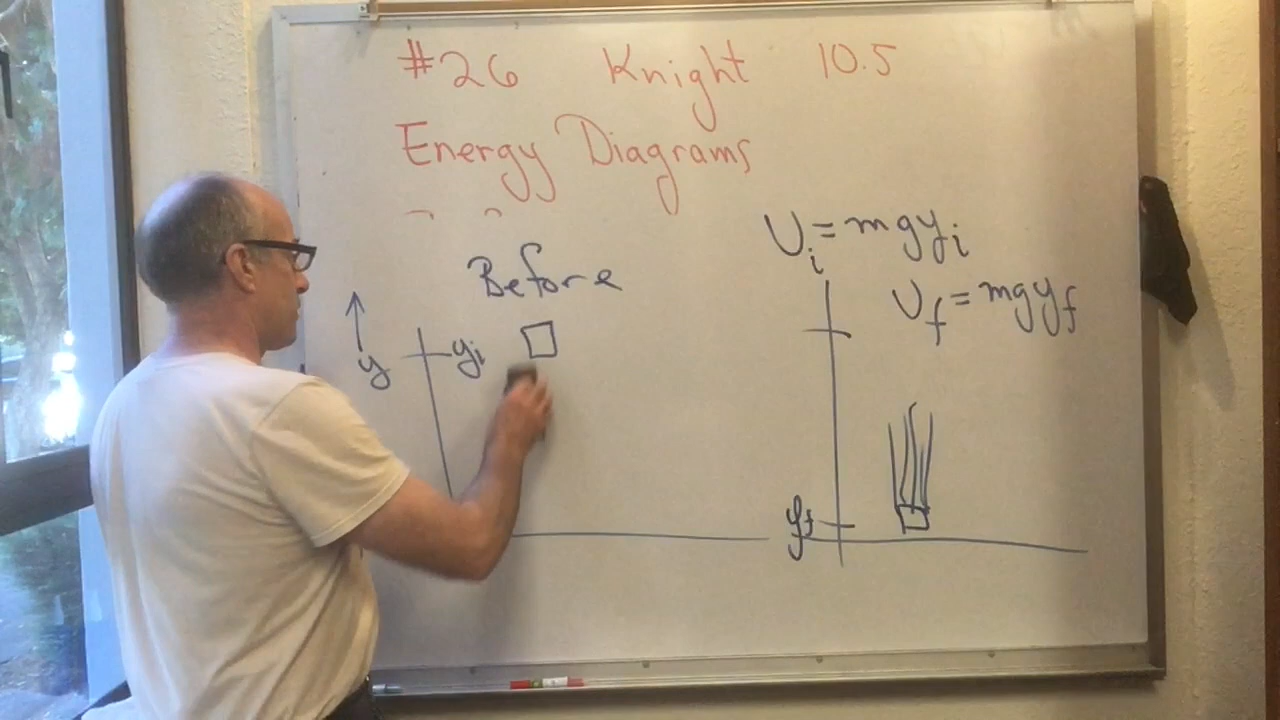 #26 Knight 10.5
Energy Diagrams
Before
y
yi
Ui = mgyi
Uf = mgyf
yf